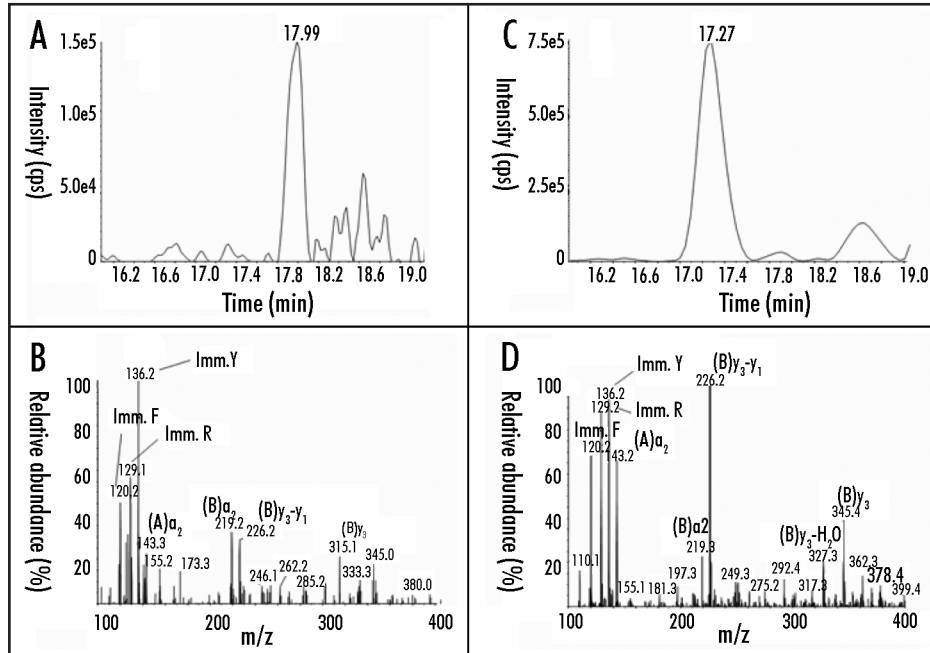 A
17.99
1.5e5
1.0e5
5.0e4
0
Intensity (cps)
16.2 16.6 17.0 17.4 17.8 18.2 18.6 19.0
Time (min)
C
17.27
7.5e5
5.0e5
2.5e5
0
Intensity (cps)
16.2 16.6 17.0 17.4 17.8 18.2 18.6 19.0
Time (min)
B
136.2
Imm.Y
Imm. F
Imm. R
129.1
120.2
(A)a₂
143.3
155.2
173.3
(B)a₂
219.2
(B)y₃-y₁
226.2
246.1
262.2
285.2
(B)y₃
315.1
333.3
345.0
380.0
100
80
60
40
20
Relative abundance (%)
100 200 300 400
m/z
D
Imm. Y
136.2
129.2
Imm. R
Imm. F
120.2
(A)a₂
143.2
(B)y₃-y₁
226.2
110.1
155.1
181.3
197.3
(B)a2
219.3
249.3
275.2
292.4
(B)y₃-H₂O
327.3
317.3
(B)y₃
345.4
362.3
378.4
399.4
100
80
60
40
20
Relative abundance (%)
100 200 300 400
m/z